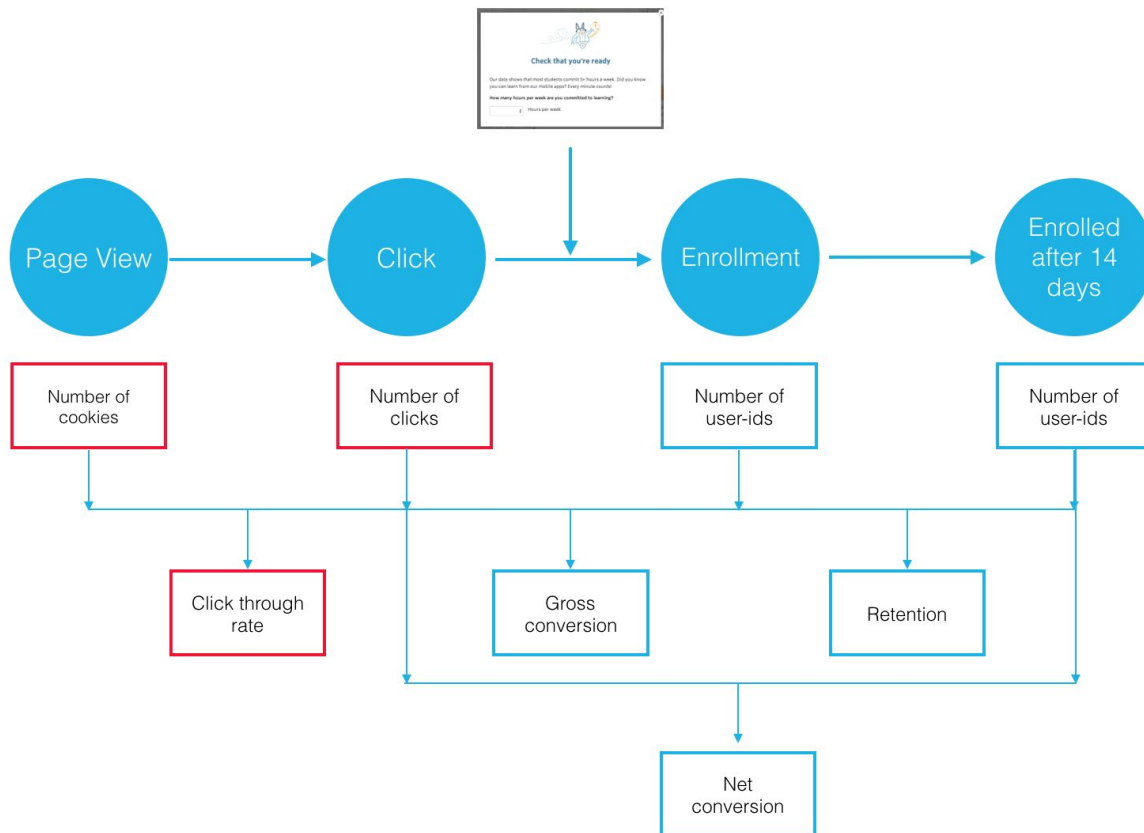 Check that you're ready
Our data shows that most students commit 5+ hours a week. Did you know
you can learn from our mobile apps? Every minute counts!
How many hours per week are you committed to learning?
Hours per week
Page View
Click
Enrollment
Enrolled
after 14
days
Number of
cookies
Number of
clicks
Number of
user-ids
Number of
user-ids
Click through
rate
Gross
conversion
Retention
Net
conversion